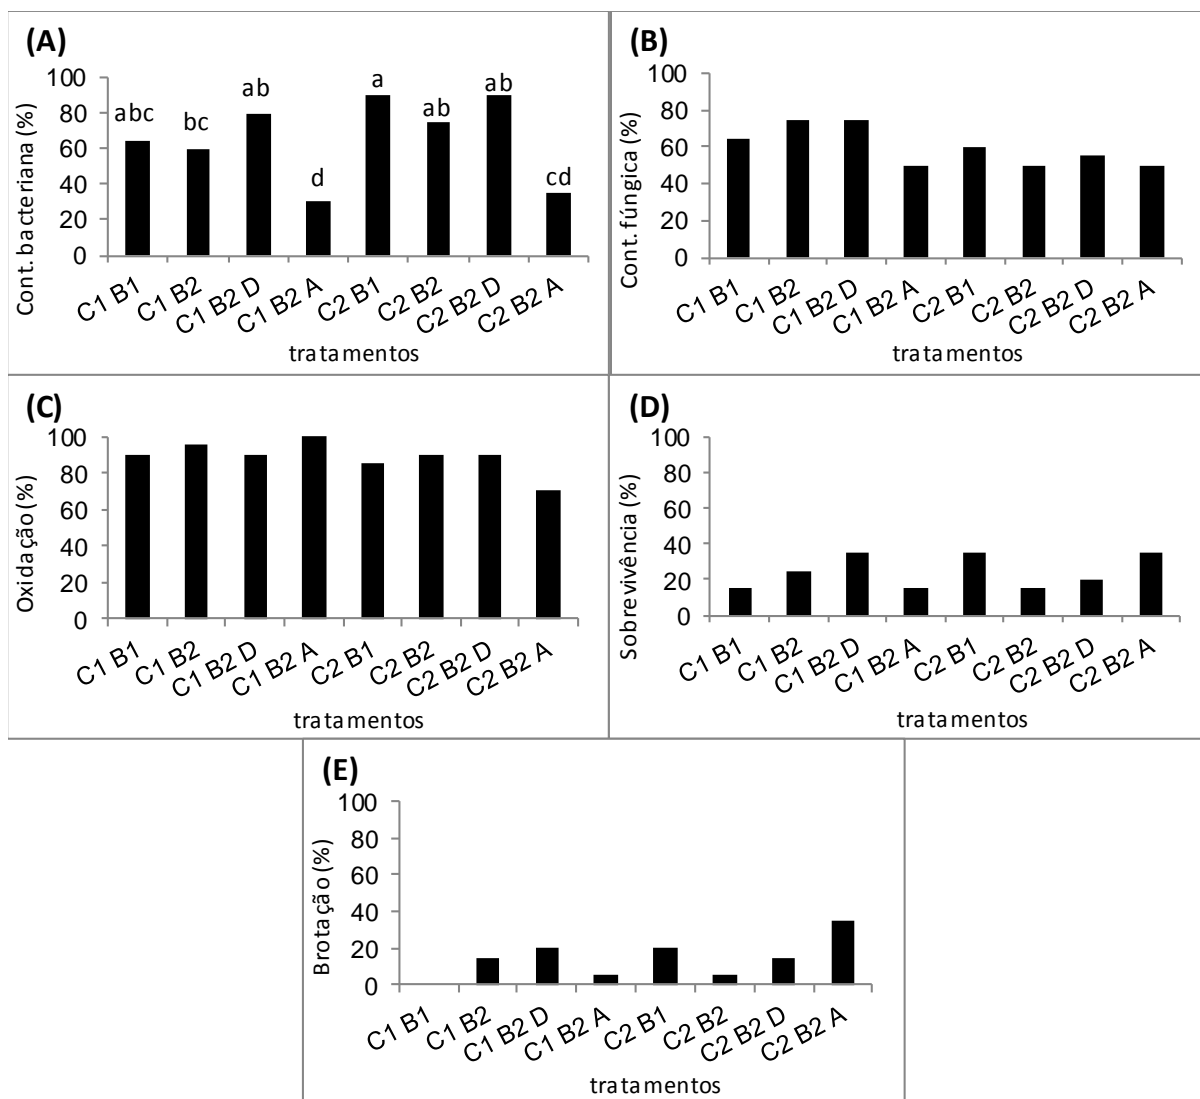 (A)
Cont. bacteriana (%)
100
80
60
40
20
0
abc
bc
ab
d
a
ab
ab
cd
C1 B1
C1 B2
C1 B2 D
C1 B2 A
C2 B1
C2 B2
C2 B2 D
C2 B2 A
tratamentos
(B)
Cont. fúngica (%)
100
80
60
40
20
0
C1 B1
C1 B2
C1 B2 D
C1 B2 A
C2 B1
C2 B2
C2 B2 D
C2 B2 A
tratamentos
(C)
Oxidação (%)
100
80
60
40
20
0
C1 B1
C1 B2
C1 B2 D
C1 B2 A
C2 B1
C2 B2
C2 B2 D
C2 B2 A
tratamentos
(D)
Sobrevivência (%)
100
80
60
40
20
0
C1 B1
C1 B2
C1 B2 D
C1 B2 A
C2 B1
C2 B2
C2 B2 D
C2 B2 A
tratamentos
(E)
Brotação (%)
100
80
60
40
20
0
C1 B1
C1 B2
C1 B2 D
C1 B2 A
C2 B1
C2 B2
C2 B2 D
C2 B2 A
tratamentos